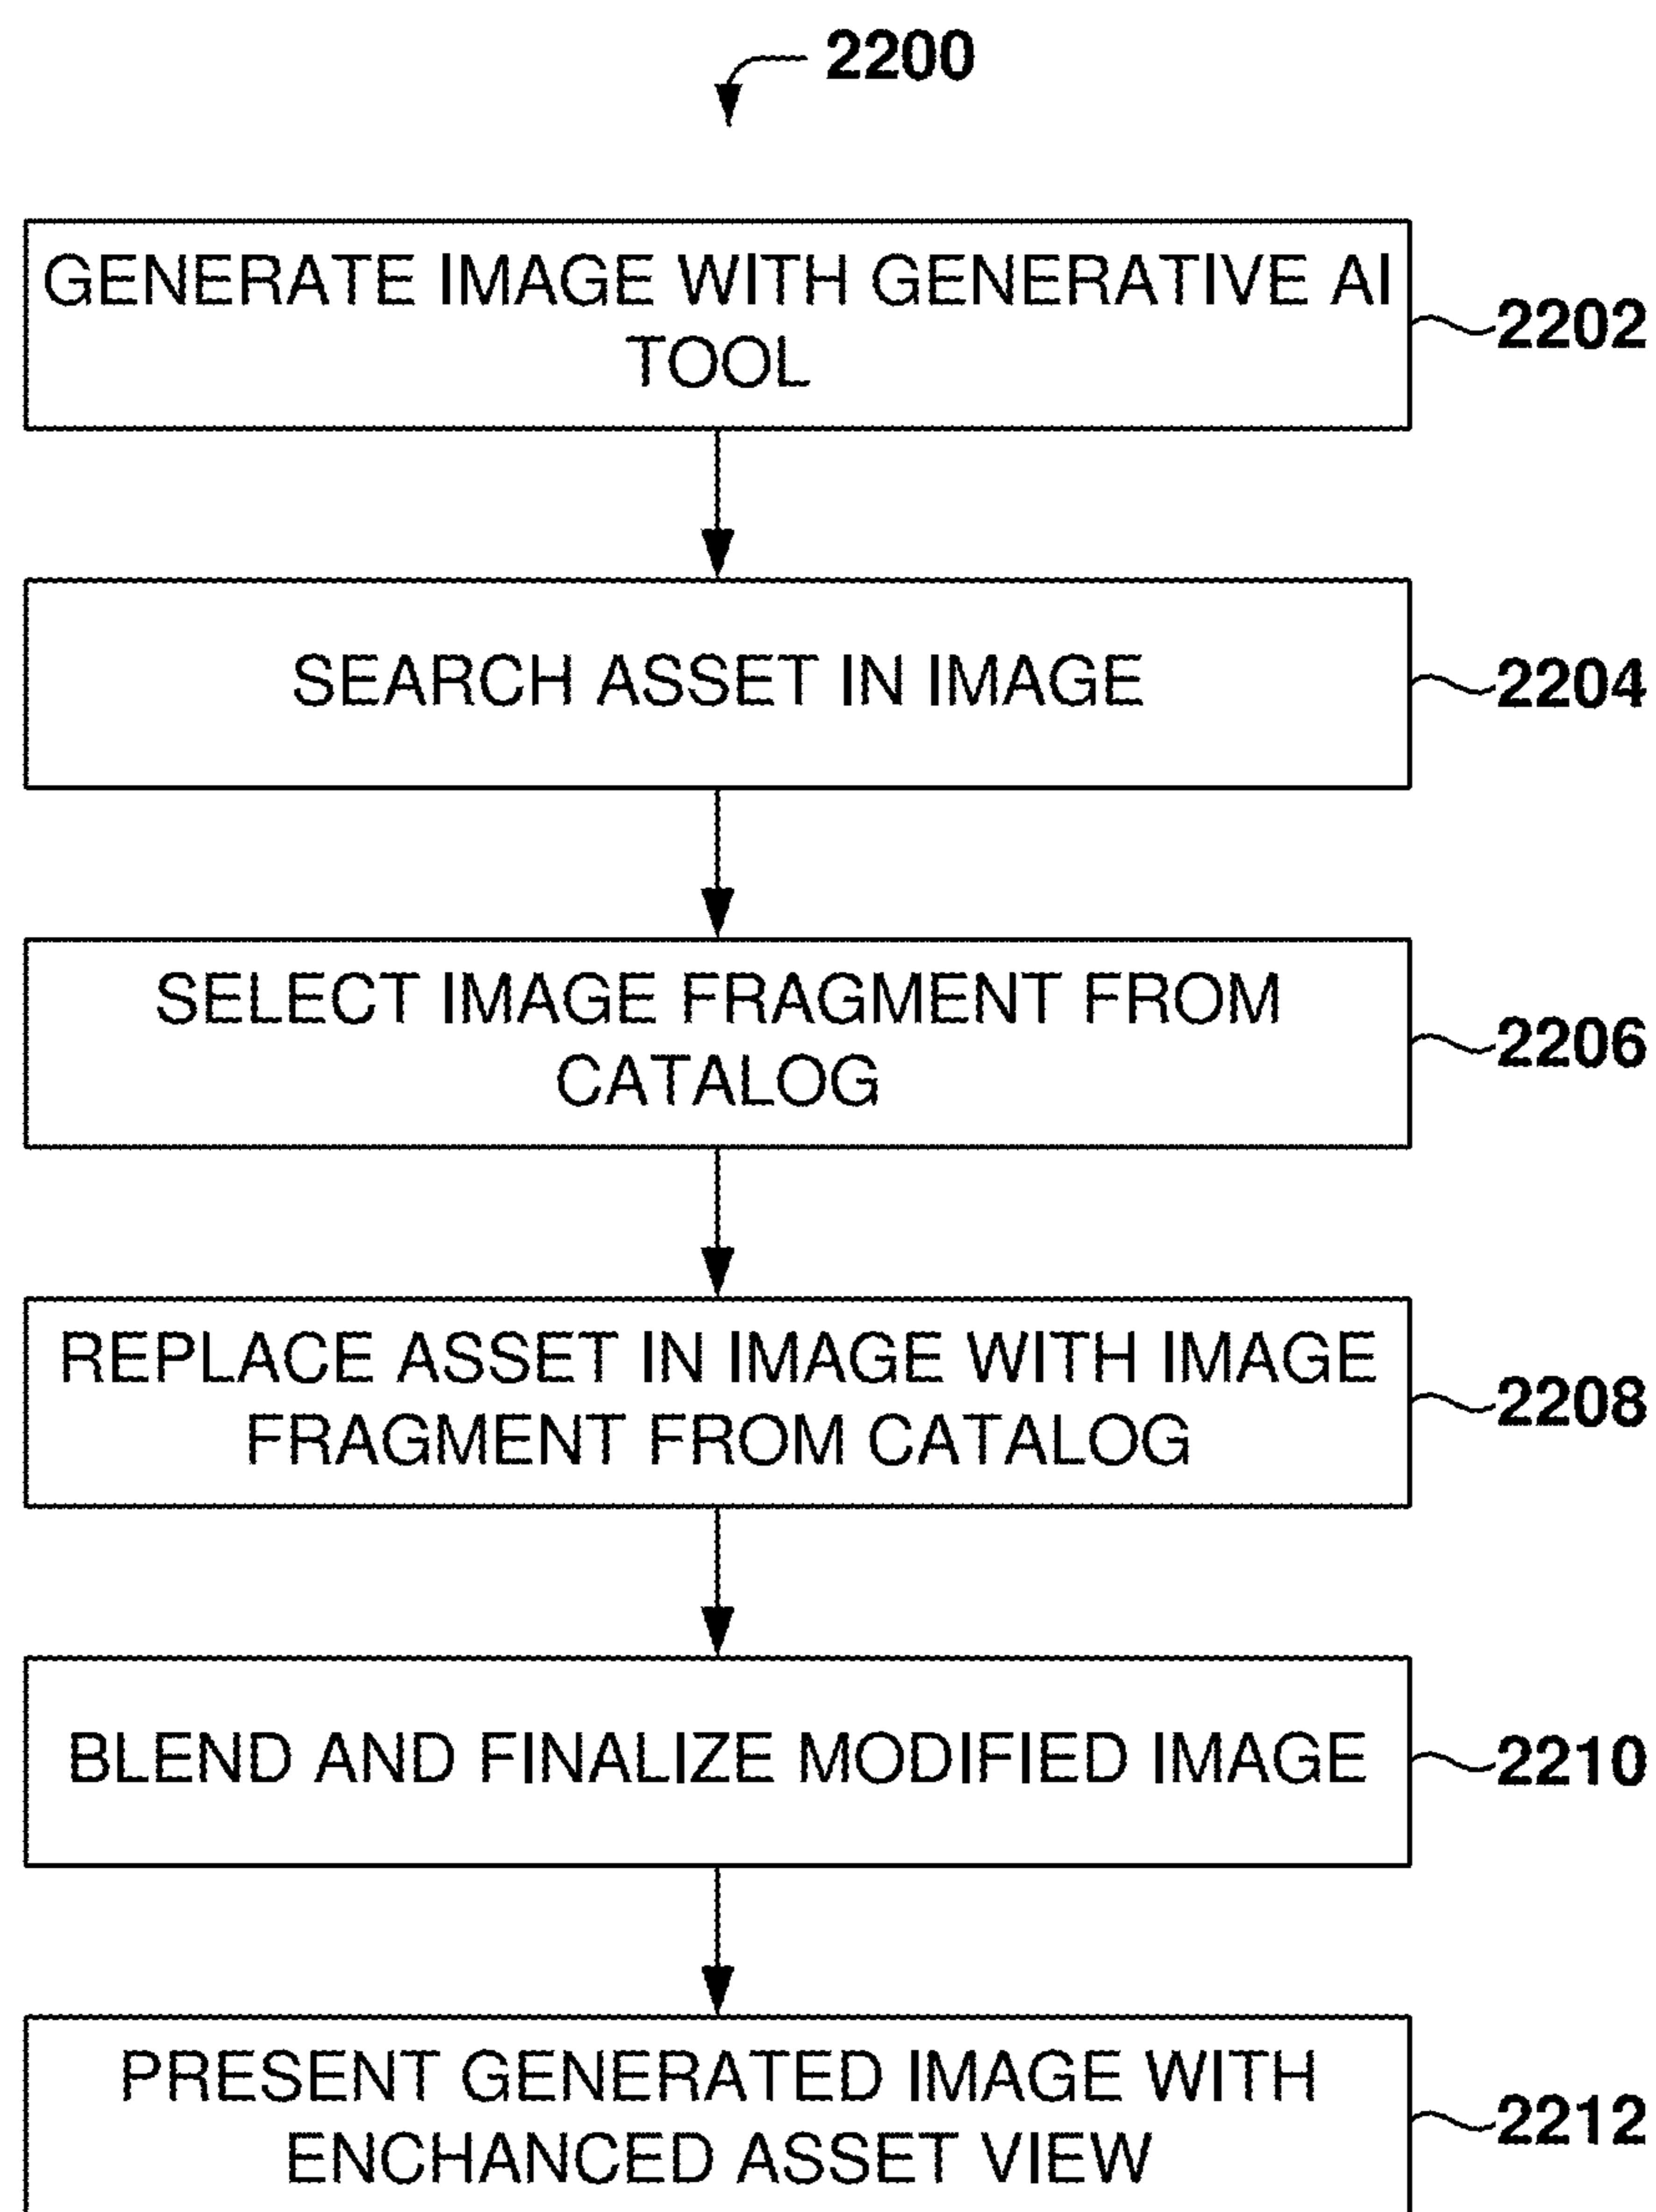 2200
GENERATE IMAGE WITH GENERATIVE AI
TOOL
2202
SEARCH ASSET IN IMAGE
2204
SELECT IMAGE FRAGMENT FROM
CATALOG
2206
REPLACE ASSET IN IMAGE WITH IMAGE
FRAGMENT FROM CATALOG
2208
BLEND AND FINALIZE MODIFIED IMAGE
2210
PRESENT GENERATED IMAGE WITH
ENCHANCED ASSET VIEW
2212